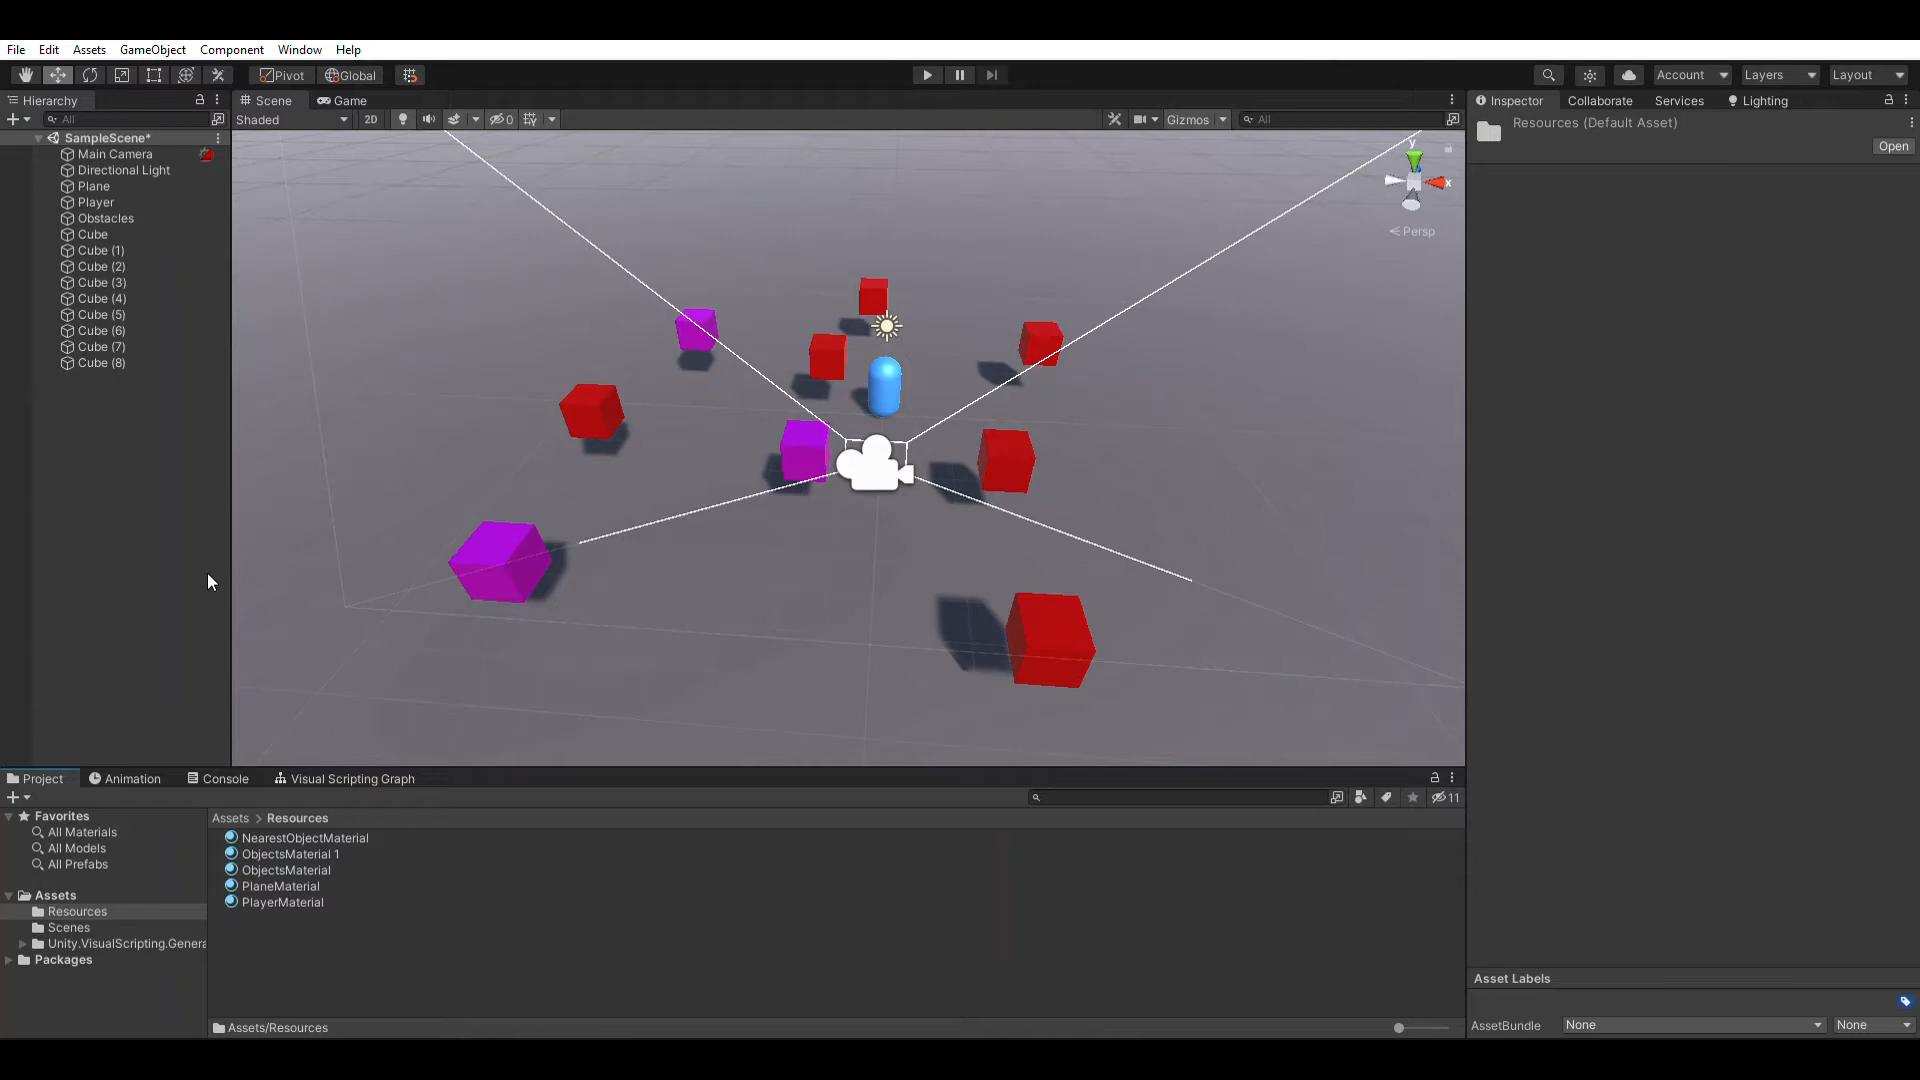 File Edit Assets GameObject Component Window Help
Pivot Global Account Layers Layout
Hierarchy Scene Game Inspector Collaborate Services Lighting
All Shaded 2D 0 Gizmos All
Resources (Default Asset)
Open
SampleScene*
Main Camera
Directional Light
Plane
Player
Obstacles
Cube
Cube (1)
Cube (2)
Cube (3)
Cube (4)
Cube (5)
Cube (6)
Cube (7)
Cube (8)
y
x
Persp
Project Animation Console Visual Scripting Graph
11
Favorites
All Materials
All Models
All Prefabs
Assets
Resources
Scenes
Unity.VisualScripting.Genera
Packages
Assets > Resources
NearestObjectMaterial
ObjectsMaterial 1
ObjectsMaterial
PlaneMaterial
PlayerMaterial
Assets/Resources
Asset Labels
AssetBundle None None